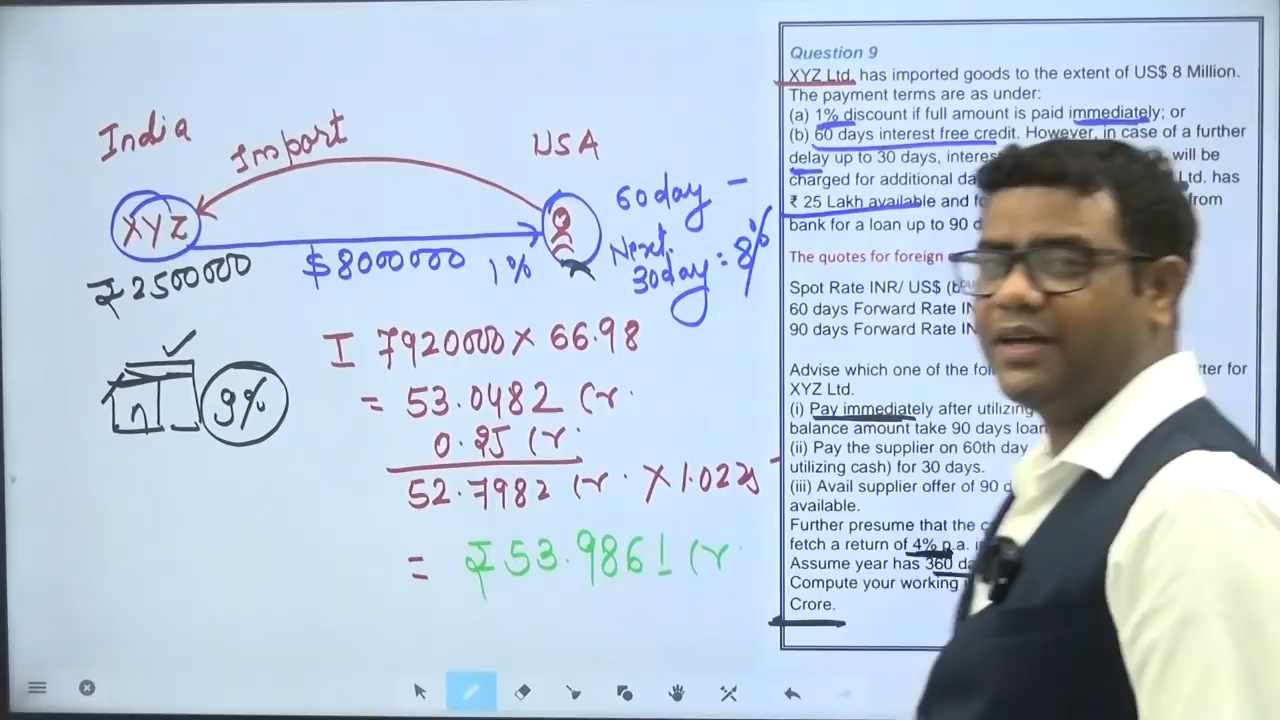 India
Import
USA
XYZ
60 day -
Next
30 day : 8%
₹2500000
$8000000
1%
9%
I 7920000 × 66.98
= 53.0482 Cr.
0.25 Cr.
52.7982 Cr. × 1.0225
= ₹53.9861 Cr.
Question 9
XYZ Ltd. has imported goods to the extent of US$ 8 Million.
The payment terms are as under:
(a) 1% discount if full amount is paid immediately; or
(b) 60 days interest free credit. However, in case of a further
delay up to 30 days, will be
charged for additional Ltd. has
₹ 25 Lakh available and from
bank for a loan up to 90
The quotes for foreign
Spot Rate INR/ US$
60 days Forward Rate
90 days Forward Rate
Advise which one of the for
XYZ Ltd.
(i) Pay immediately after utilizing
balance amount take 90 days loan
(ii) Pay the supplier on 60th day
utilizing cash) for 30 days.
(iii) Avail supplier offer of 90
available.
Further presume that the
fetch a return of 4% p.a.
Assume year has 360
Compute your working
Crore.